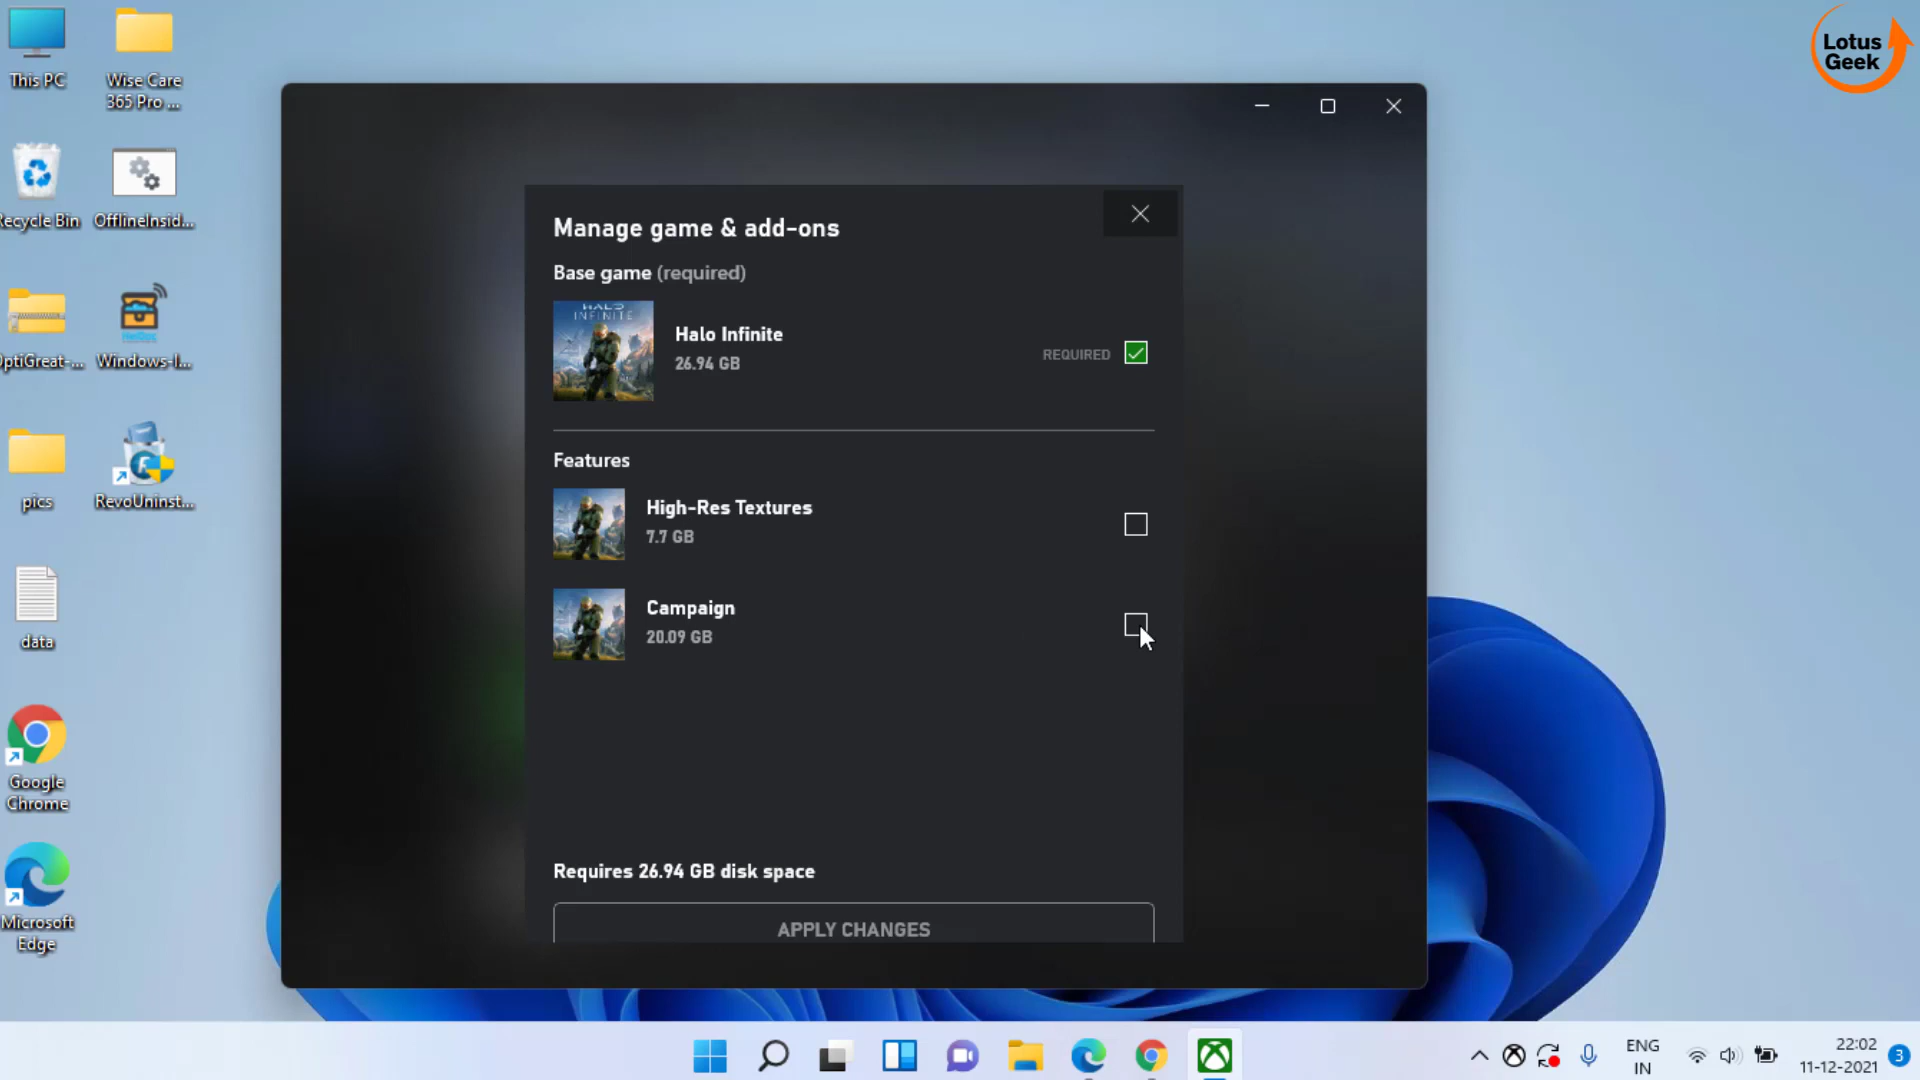 This PC
Wise Care
365 Pro ...
Recycle Bin
OfflineInsid...
OptiGreat-...
Windows-I...
pics
RevoUninst...
data
Google
Chrome
Microsoft
Edge
Lotus
Geek
Manage game & add-ons
Base game (required)
HALO
INFINITE
Halo Infinite
26.94 GB
REQUIRED
Features
High-Res Textures
7.7 GB
Campaign
20.09 GB
Requires 26.94 GB disk space
APPLY CHANGES
ENG
IN
22:02
11-12-2021
3